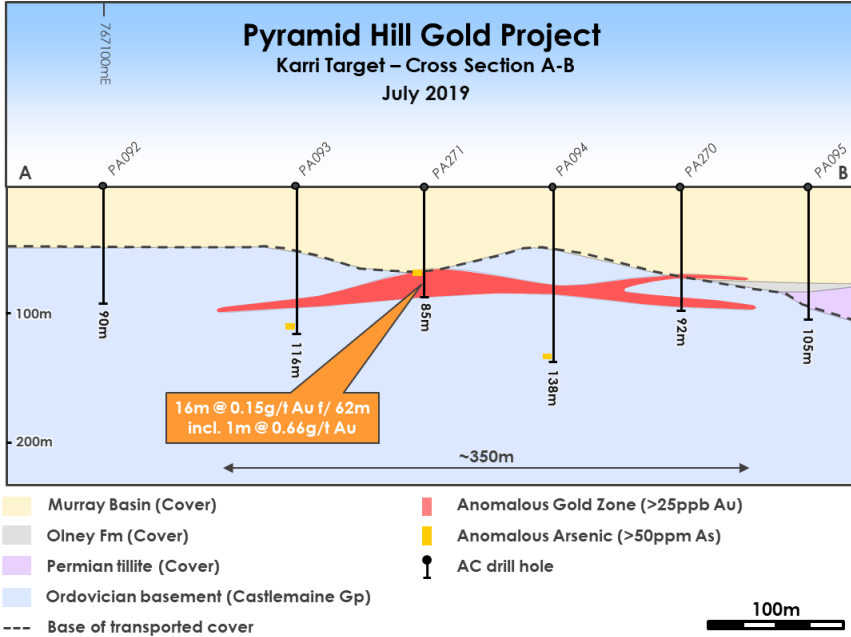 Pyramid Hill Gold Project
Karri Target – Cross Section A-B
July 2019
767100mE
A
PA092
PA093
PA271
PA094
PA270
PA095
B
100m
90m
116m
85m
138m
92m
105m
16m @ 0.15g/t Au f/ 62m
incl. 1m @ 0.66g/t Au
200m
~350m
Murray Basin (Cover)
Olney Fm (Cover)
Permian tillite (Cover)
Ordovician basement (Castlemaine Gp)
Base of transported cover
Anomalous Gold Zone (>25ppb Au)
Anomalous Arsenic (>50ppm As)
AC drill hole
100m